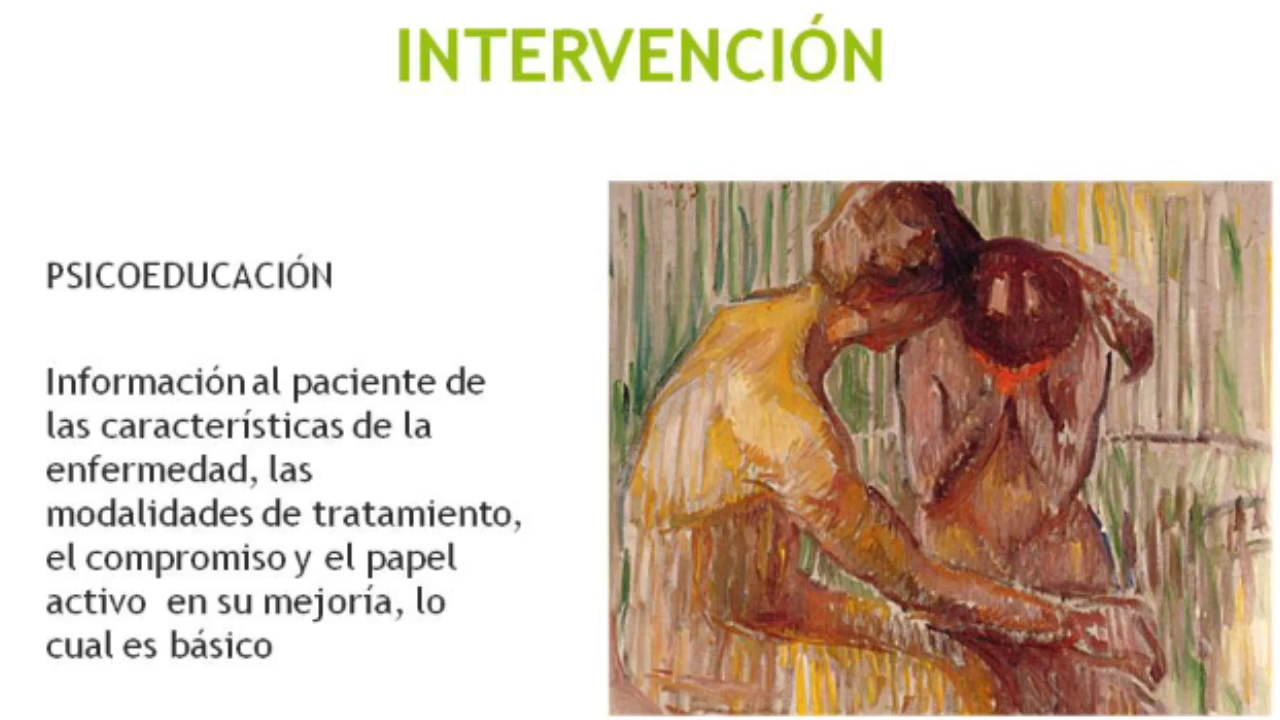 INTERVENCIÓN
PSICOEDUCACIÓN
Información al paciente de
las características de la
enfermedad, las
modalidades de tratamiento,
el compromiso y el papel
activo en su mejoría, lo
cual es básico